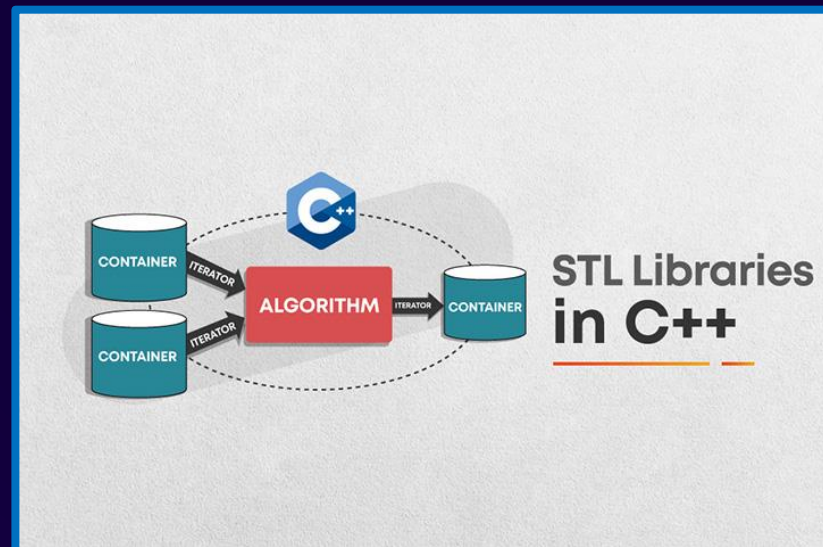 C++
CONTAINER
ITERATOR
ALGORITHM
ITERATOR
CONTAINER
CONTAINER
ITERATOR
STL Libraries
in C++